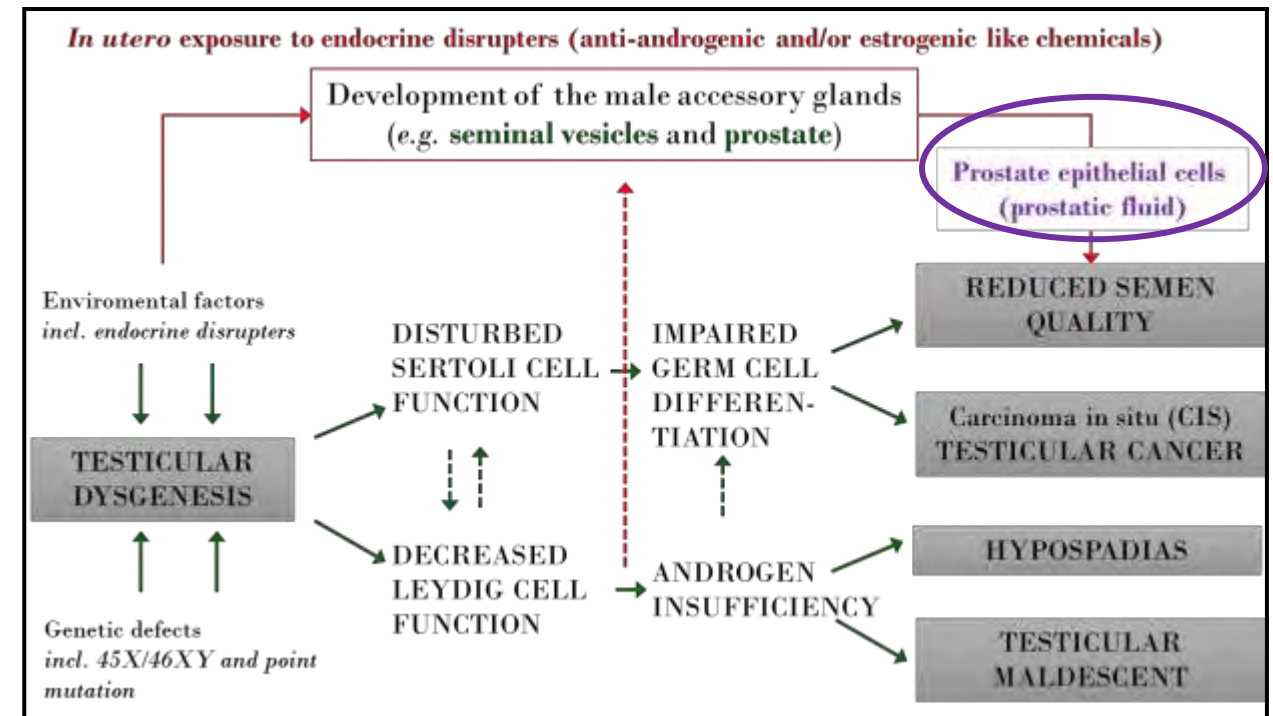 In utero exposure to endocrine disrupters (anti-androgenic and/or estrogenic like chemicals)
Development of the male accessory glands
(e.g. seminal vesicles and prostate)
Prostate epithelial cells
(prostatic fluid)
Enviromental factors
incl. endocrine disrupters
TESTICULAR
DYSGENESIS
Genetic defects
incl. 45X/46XY and point
mutation
DISTURBED
SERTOLI CELL
FUNCTION
DECREASED
LEYDIG CELL
FUNCTION
IMPAIRED
GERM CELL
DIFFEREN-
TIATION
ANDROGEN
INSUFFICIENCY
REDUCED SEMEN
QUALITY
Carcinoma in situ (CIS)
TESTICULAR CANCER
HYPOSPADIAS
TESTICULAR
MALDESCENT